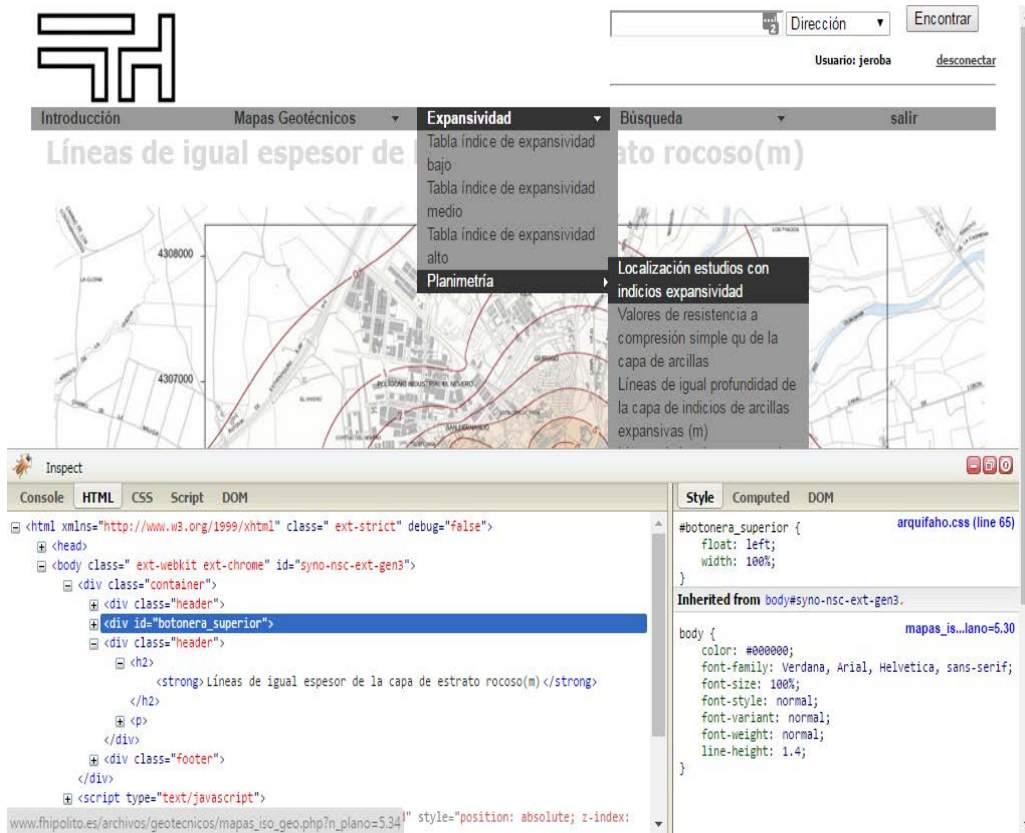 Dirección
Encontrar
Usuario: jeroba
desconectar
Introducción
Mapas Geotécnicos
Expansividad
Búsqueda
salir
Líneas de igual espesor de
rato rocoso(m)
Tabla índice de expansividad
bajo
Tabla índice de expansividad
medio
Tabla índice de expansividad
alto
Planimetría
Localización estudios con
indicios expansividad
Valores de resistencia a
compresión simple qu de la
capa de arcillas
Líneas de igual profundidad de
la capa de indicios de arcillas
expansivas (m)
4308000
4307000
POLIGONO INDUSTRIAL EL NEVERO
SAN FERNANDO
Inspect
Console HTML CSS Script DOM
Style Computed DOM
<html xmlns="http://www.w3.org/1999/xhtml" class=" ext-strict" debug="false">
<head>
<body class=" ext-webkit ext-chrome" id="syno-nsc-ext-gen3">
<div class="container">
<div class="header">
<div id="botonera_superior">
<div class="header">
<h2>
<strong>Líneas de igual espesor de la capa de estrato rocoso(m)</strong>
</h2>
<p>
</div>
<div class="footer">
</div>
<script type="text/javascript">
" style="position: absolute; z-index:
www.fhipolito.es/archivos/geotecnicos/mapas_iso_geo.php?n_plano=5.34
#botonera_superior {
arquifaho.css (line 65)
float: left;
width: 100%;
}
Inherited from body#syno-nsc-ext-gen3.
body {
mapas_is...lano=5.30
color: #000000;
font-family: Verdana, Arial, Helvetica, sans-serif;
font-size: 100%;
font-style: normal;
font-variant: normal;
font-weight: normal;
line-height: 1.4;
}